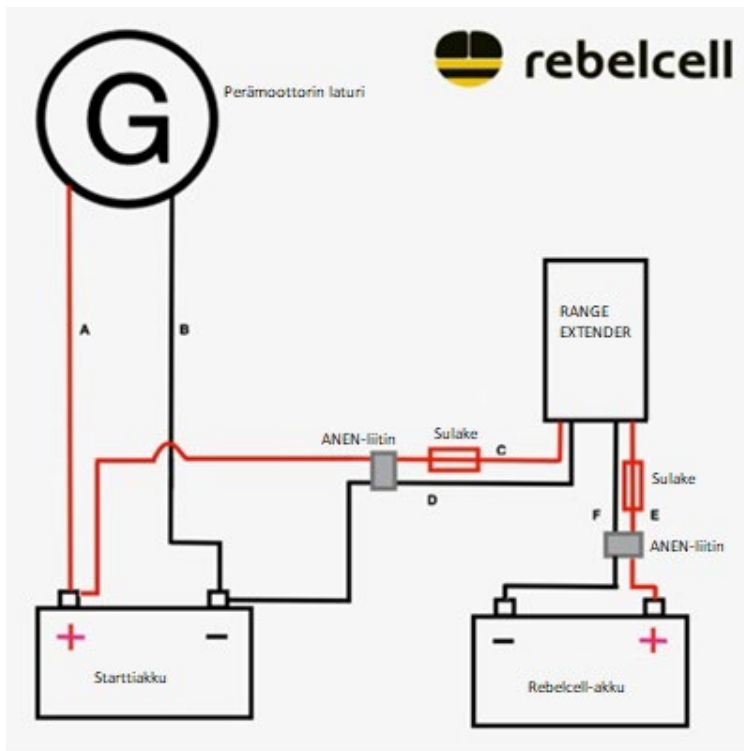 rebelcell
G
Perämoottorin laturi
A
B
RANGE
EXTENDER
ANEN-liitin
Sulake
C
D
Sulake
F
E
ANEN-liitin
+
−
Starttiakku
−
+
Rebelcell-akku